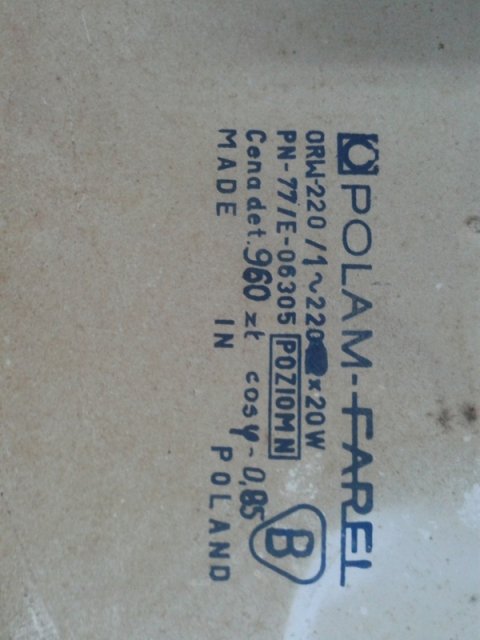 POLAM-FAREL
ORW-220/1~220 x20W
PN-77/E-06305 POZIOM N
Cena det. 960 zł cosφ-0,85 B
MADE IN POLAND